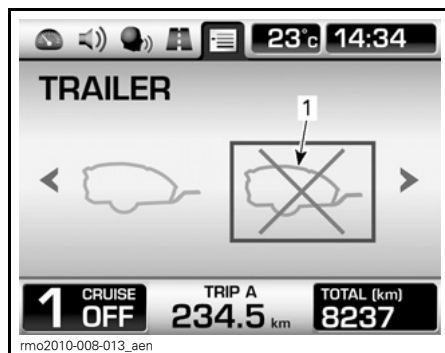 23°c 14:34
TRAILER
1
1 CRUISE OFF
TRIP A
234.5 km
TOTAL (km)
8237
rmo2010-008-013_aen